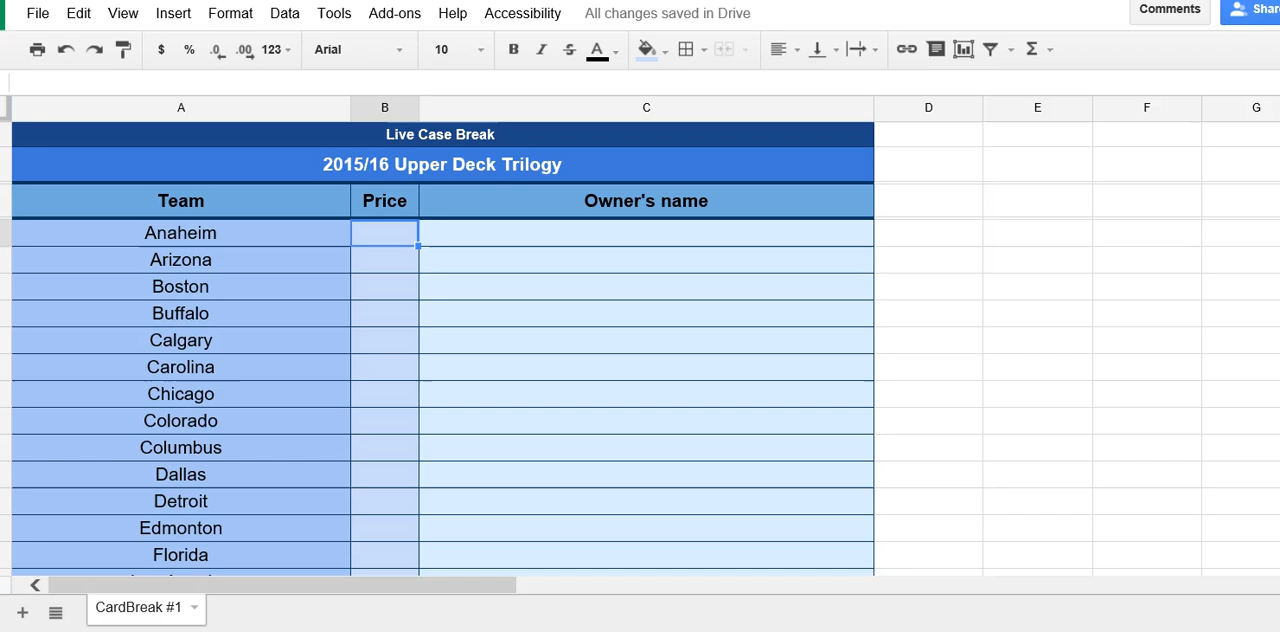 File Edit View Insert Format Data Tools Add-ons Help Accessibility All changes saved in Drive Comments
$ % .0 .00 123 Arial 10 B I S A Σ
A B C D E F G
Live Case Break
2015/16 Upper Deck Trilogy
Team Price Owner's name
Anaheim
Arizona
Boston
Buffalo
Calgary
Carolina
Chicago
Colorado
Columbus
Dallas
Detroit
Edmonton
Florida
+ CardBreak #1